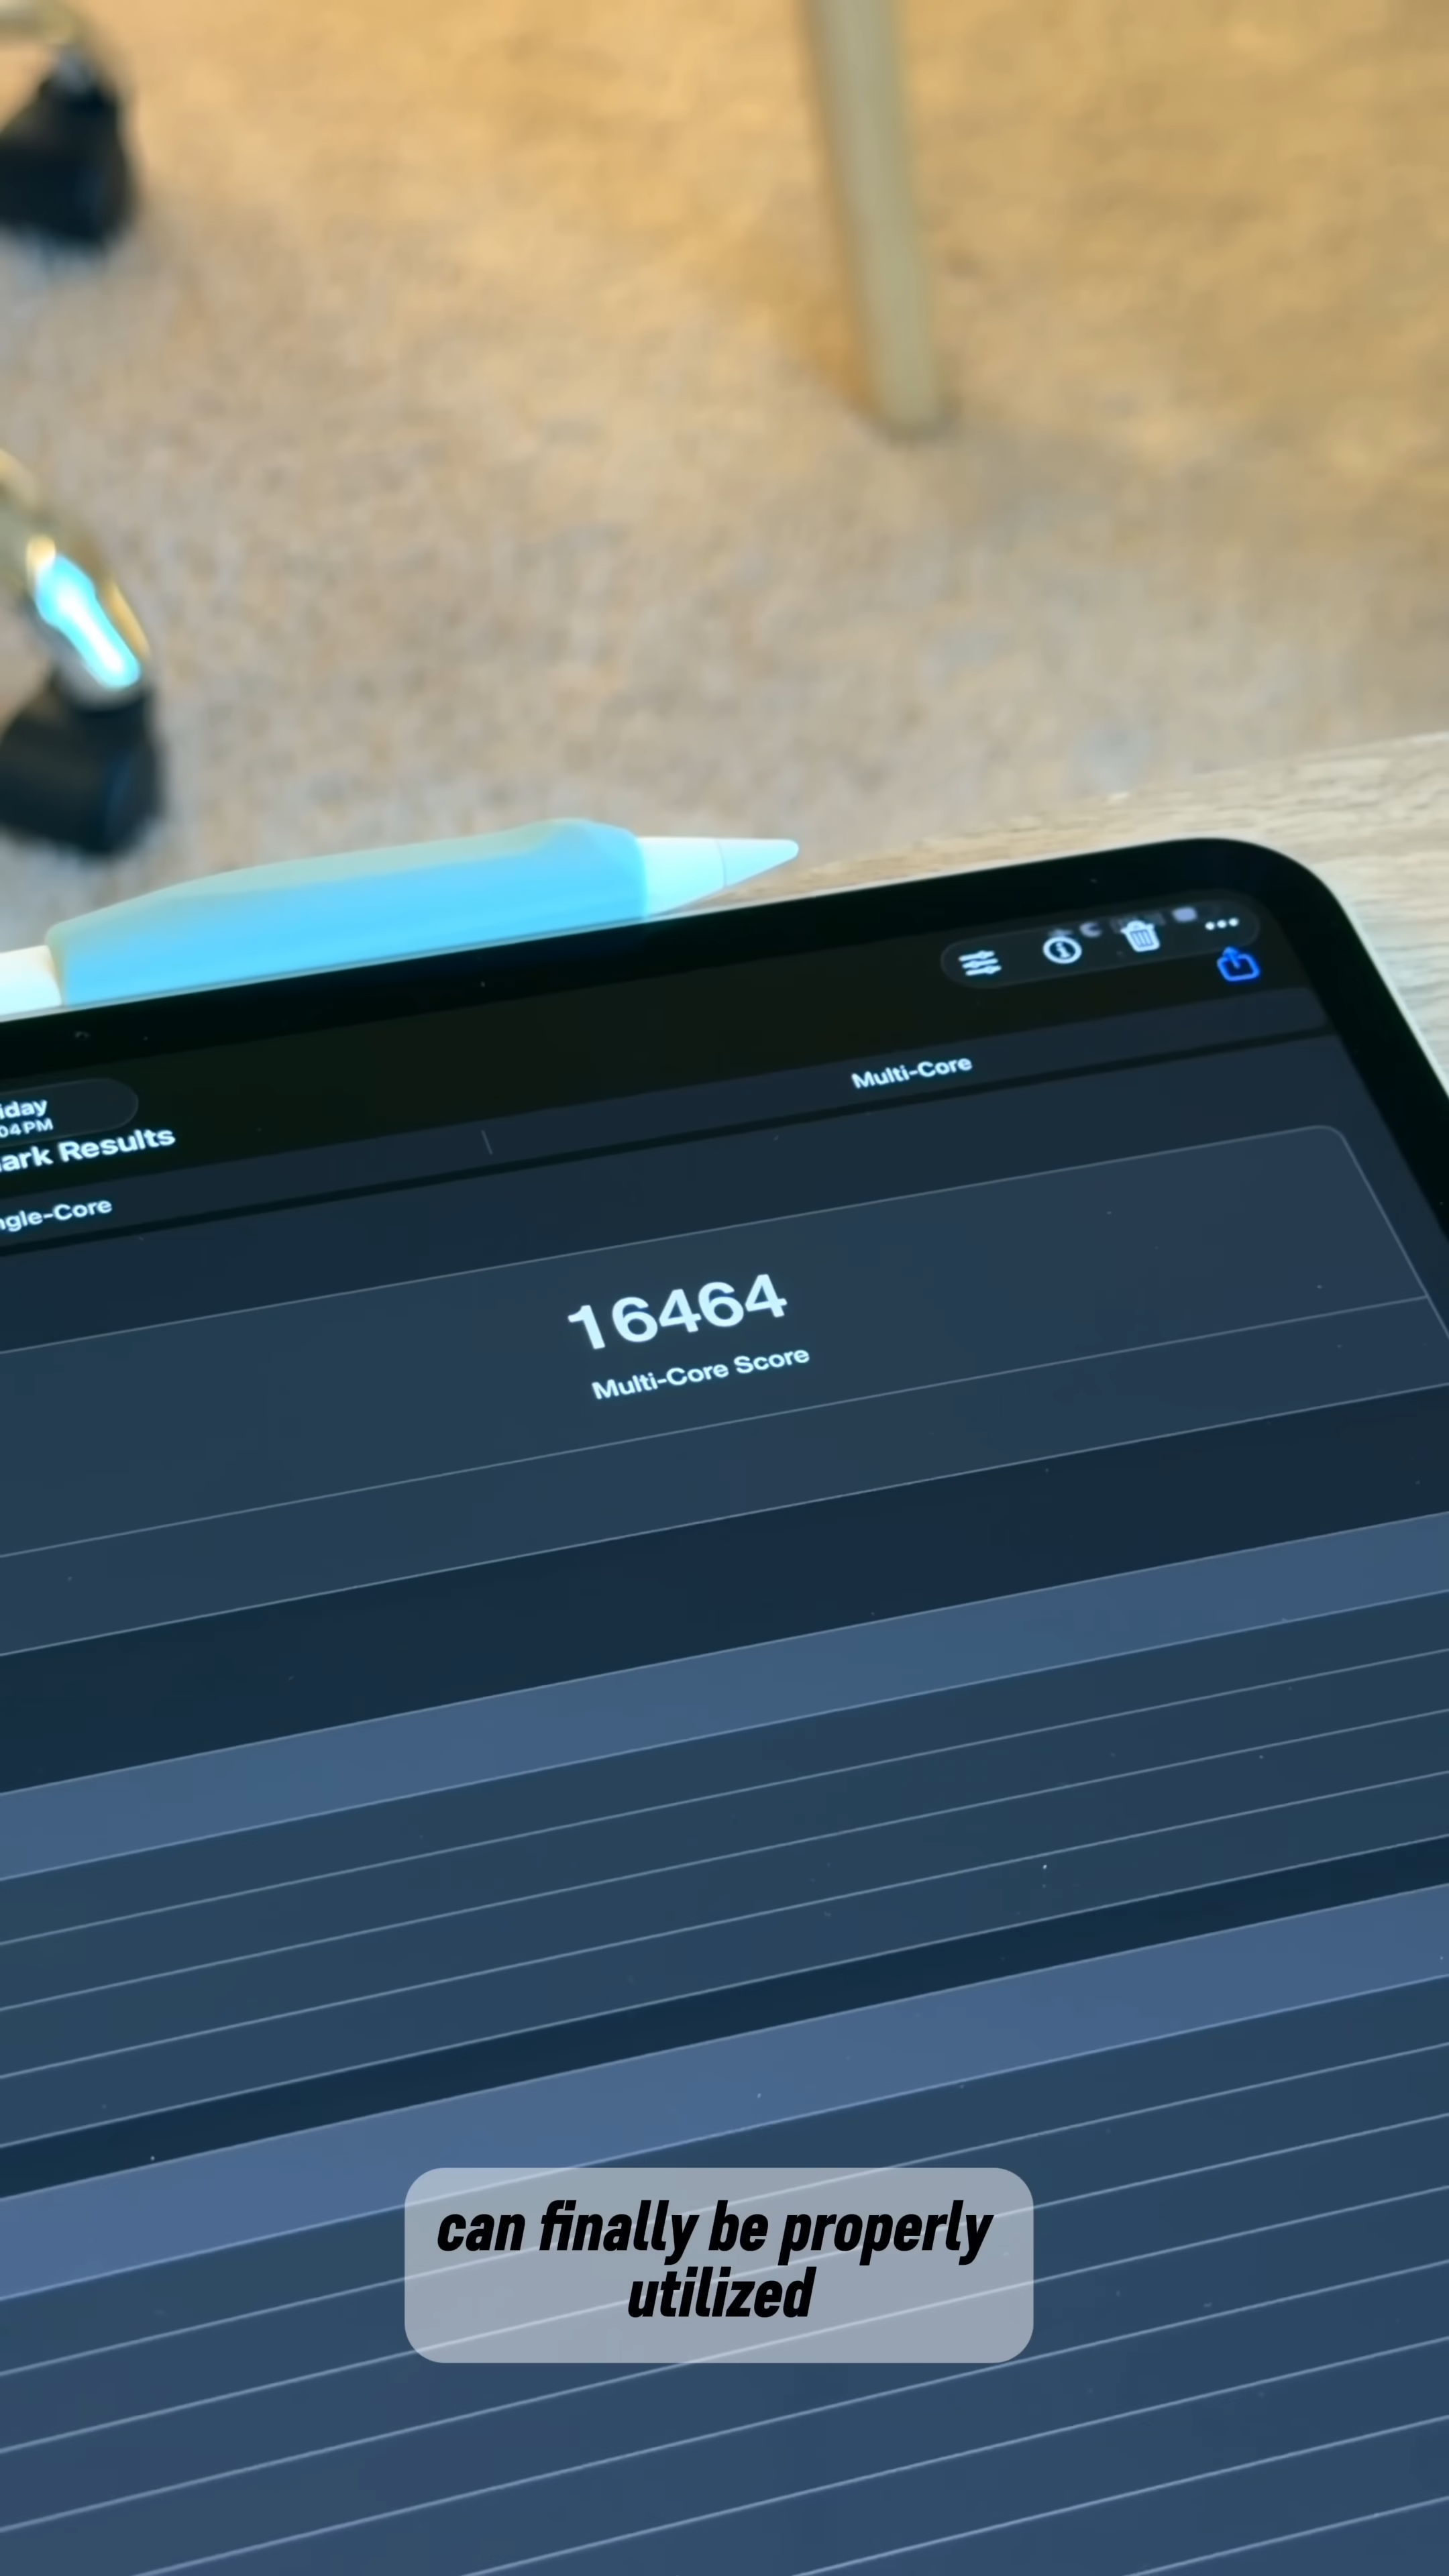 iday
04 PM
ark Results
ngle-Core
Multi-Core
16464
Multi-Core Score
can finally be properly
utilized